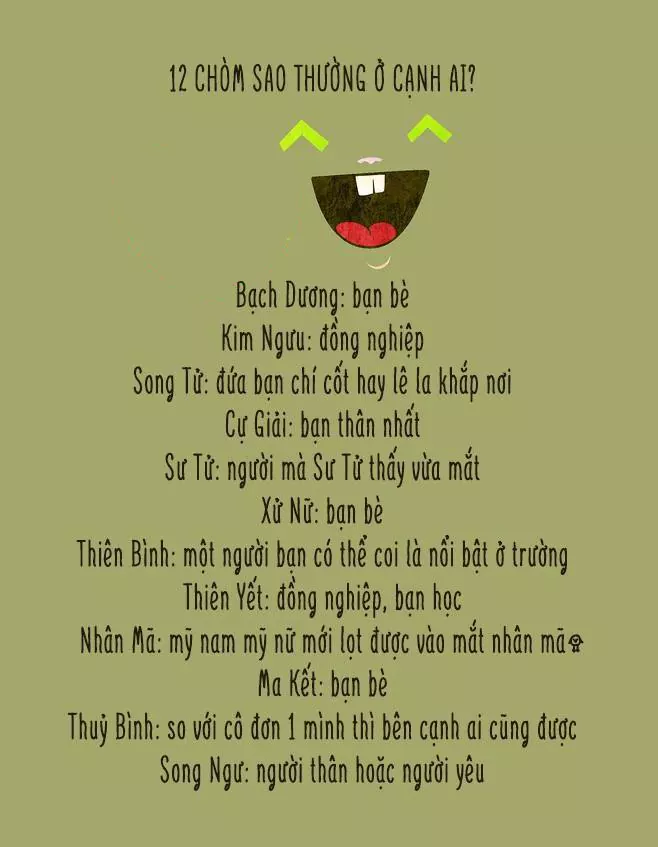 12 CHÒM SAO THƯỜNG Ở CẠNH AI?
Bạch Dương: bạn bè
Kim Ngưu: đồng nghiệp
Song Tử: đứa bạn chí cốt hay lê la khắp nơi
Cự Giải: bạn thân nhất
Sư Tử: người mà Sư Tử thấy vừa mắt
Xử Nữ: bạn bè
Thiên Bình: một người bạn có thể coi là nổi bật ở trường
Thiên Yết: đồng nghiệp, bạn học
Nhân Mã: mỹ nam mỹ nữ mới lọt được vào mắt nhân mã
Ma Kết: bạn bè
Thuỷ Bình: so với cô đơn 1 mình thì bên cạnh ai cũng được
Song Ngư: người thân hoặc người yêu